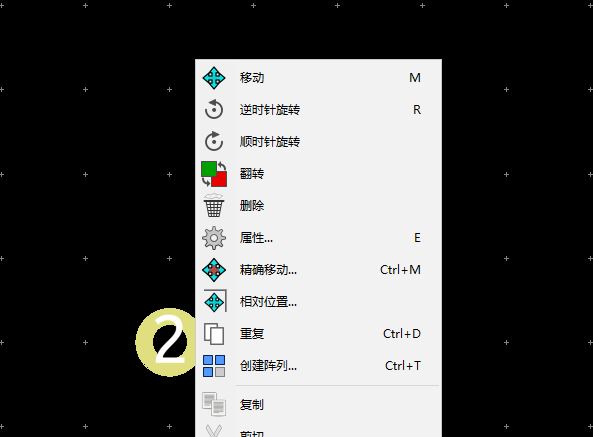 移动 M
逆时针旋转 R
顺时针旋转
翻转
删除
属性... E
精确移动... Ctrl+M
相对位置...
2 重复 Ctrl+D
创建阵列... Ctrl+T
复制
剪切